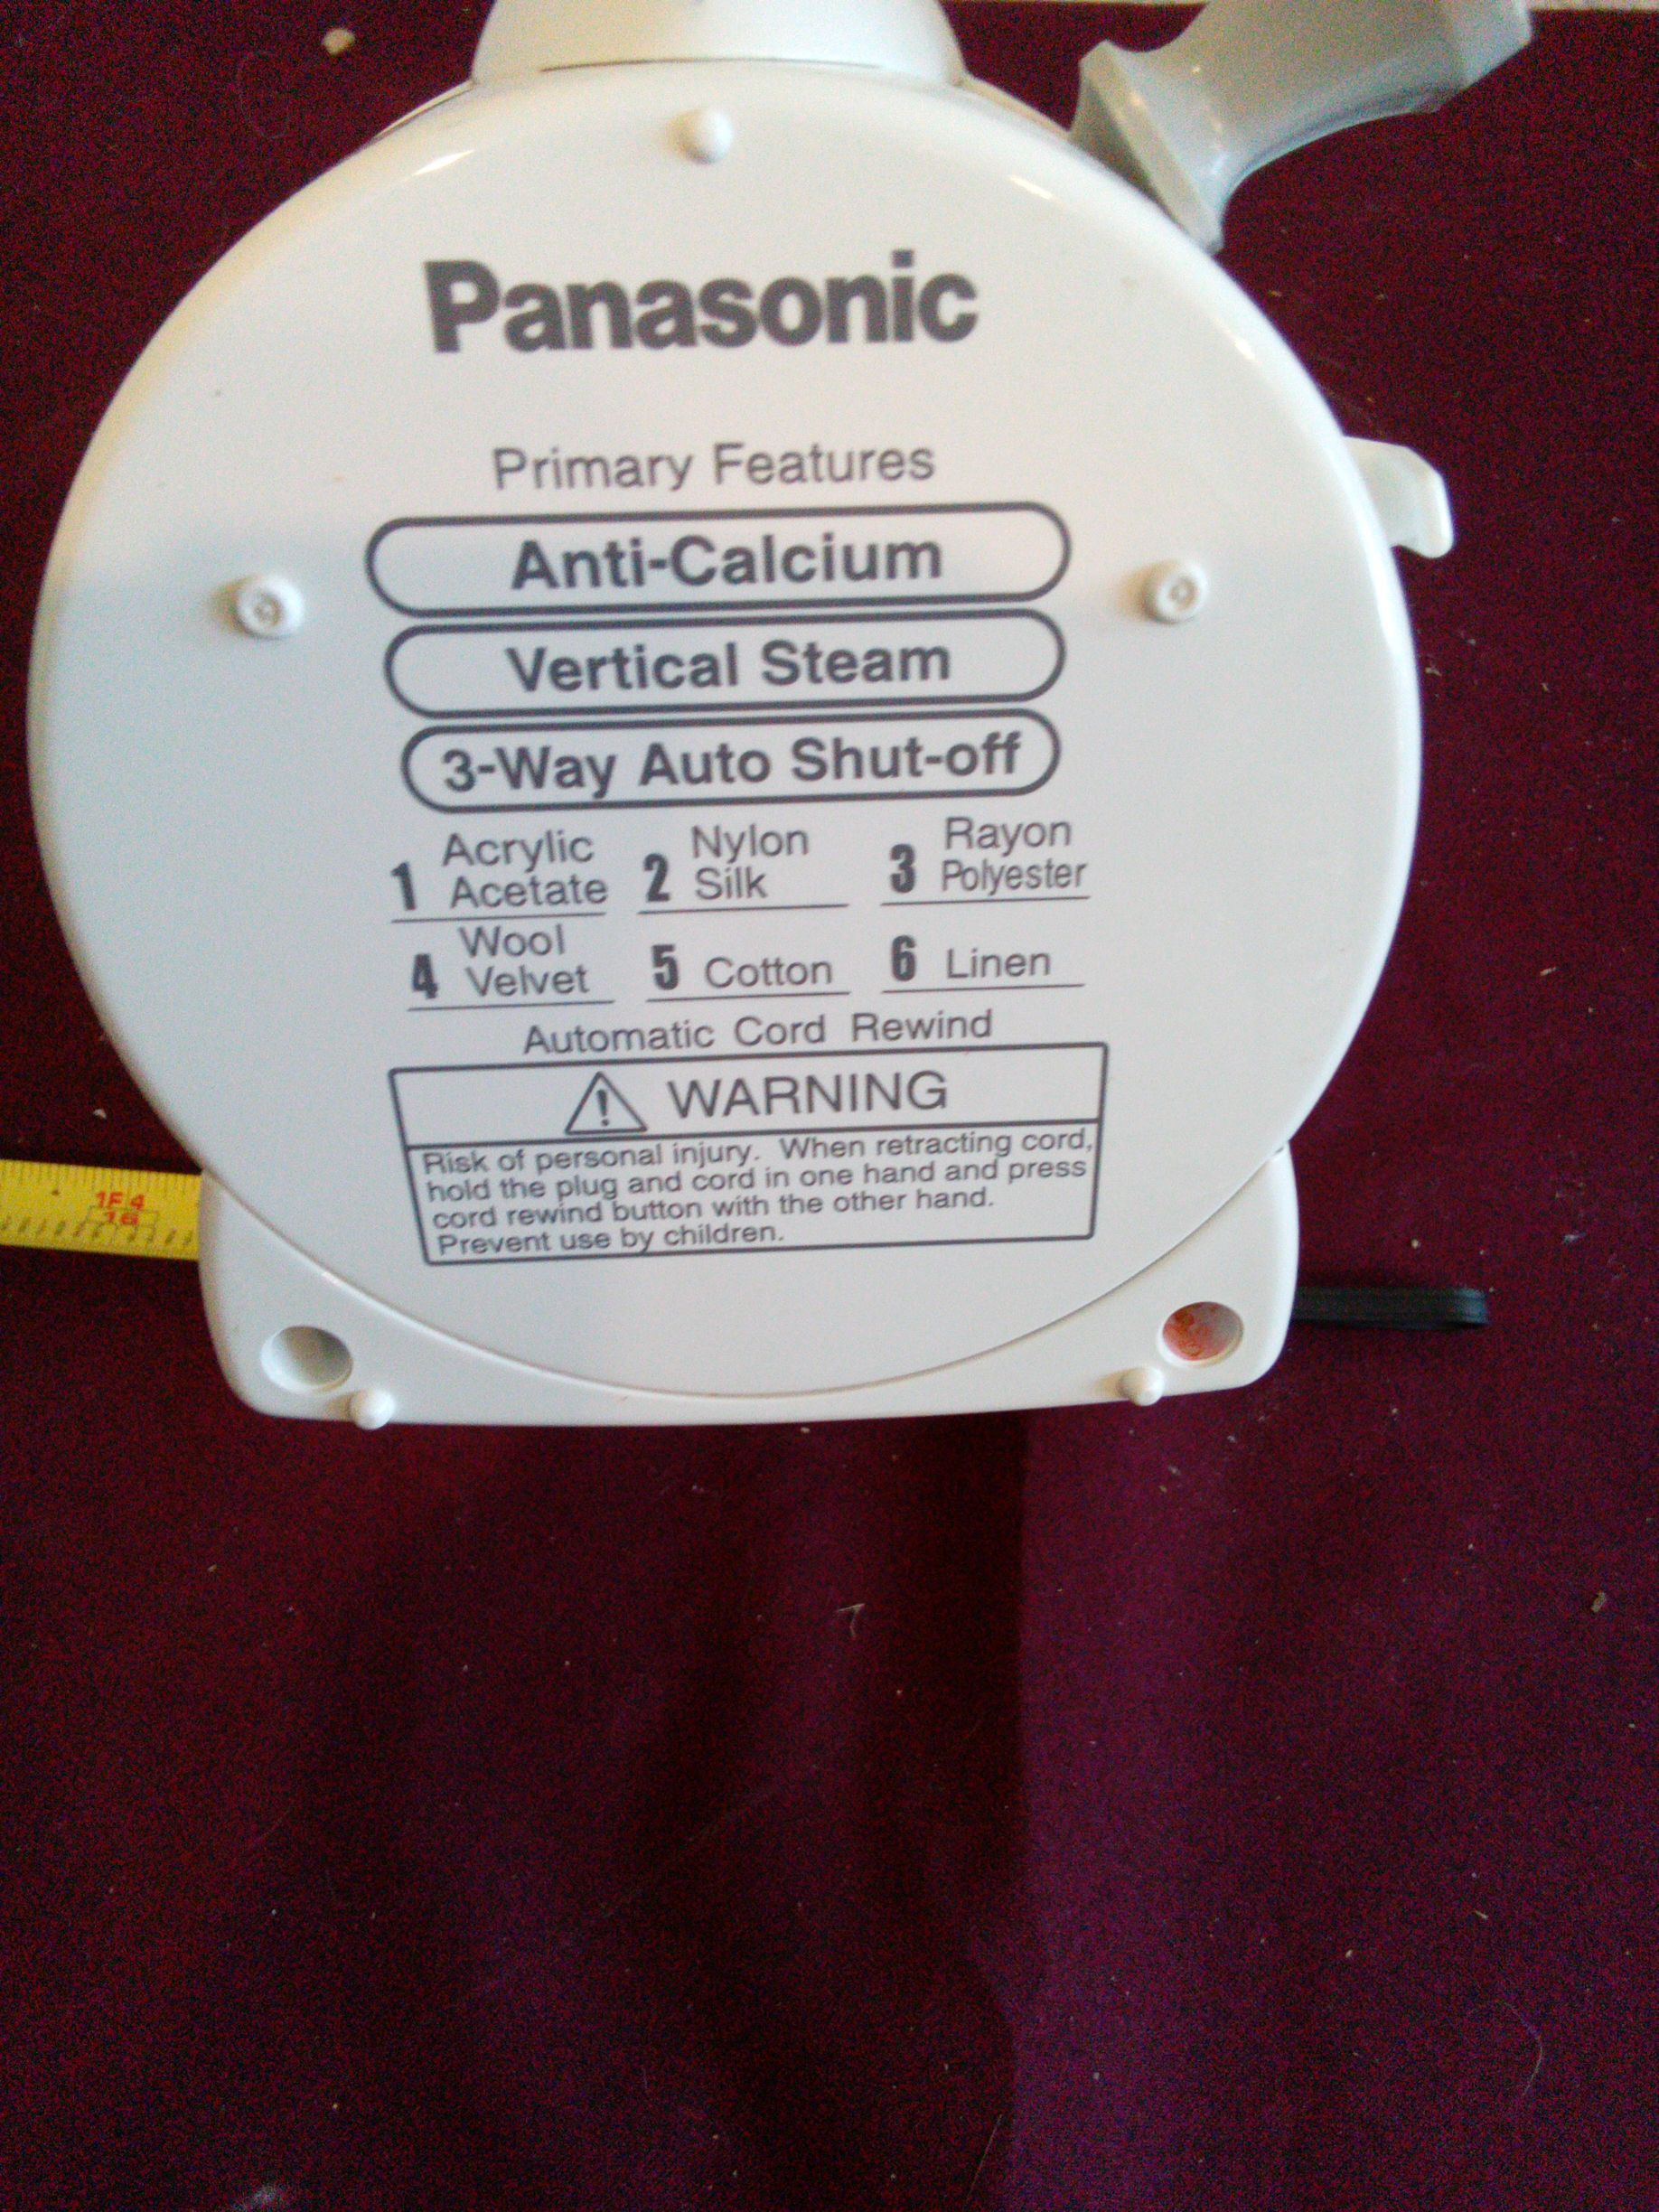 Panasonic
Primary Features
Anti-Calcium
Vertical Steam
3-Way Auto Shut-off
1 Acrylic Acetate 2 Nylon Silk 3 Rayon Polyester
4 Wool Velvet 5 Cotton 6 Linen
Automatic Cord Rewind
WARNING
Risk of personal injury. When retracting cord,
hold the plug and cord in one hand and press
cord rewind button with the other hand.
Prevent use by children.
1F 4
16